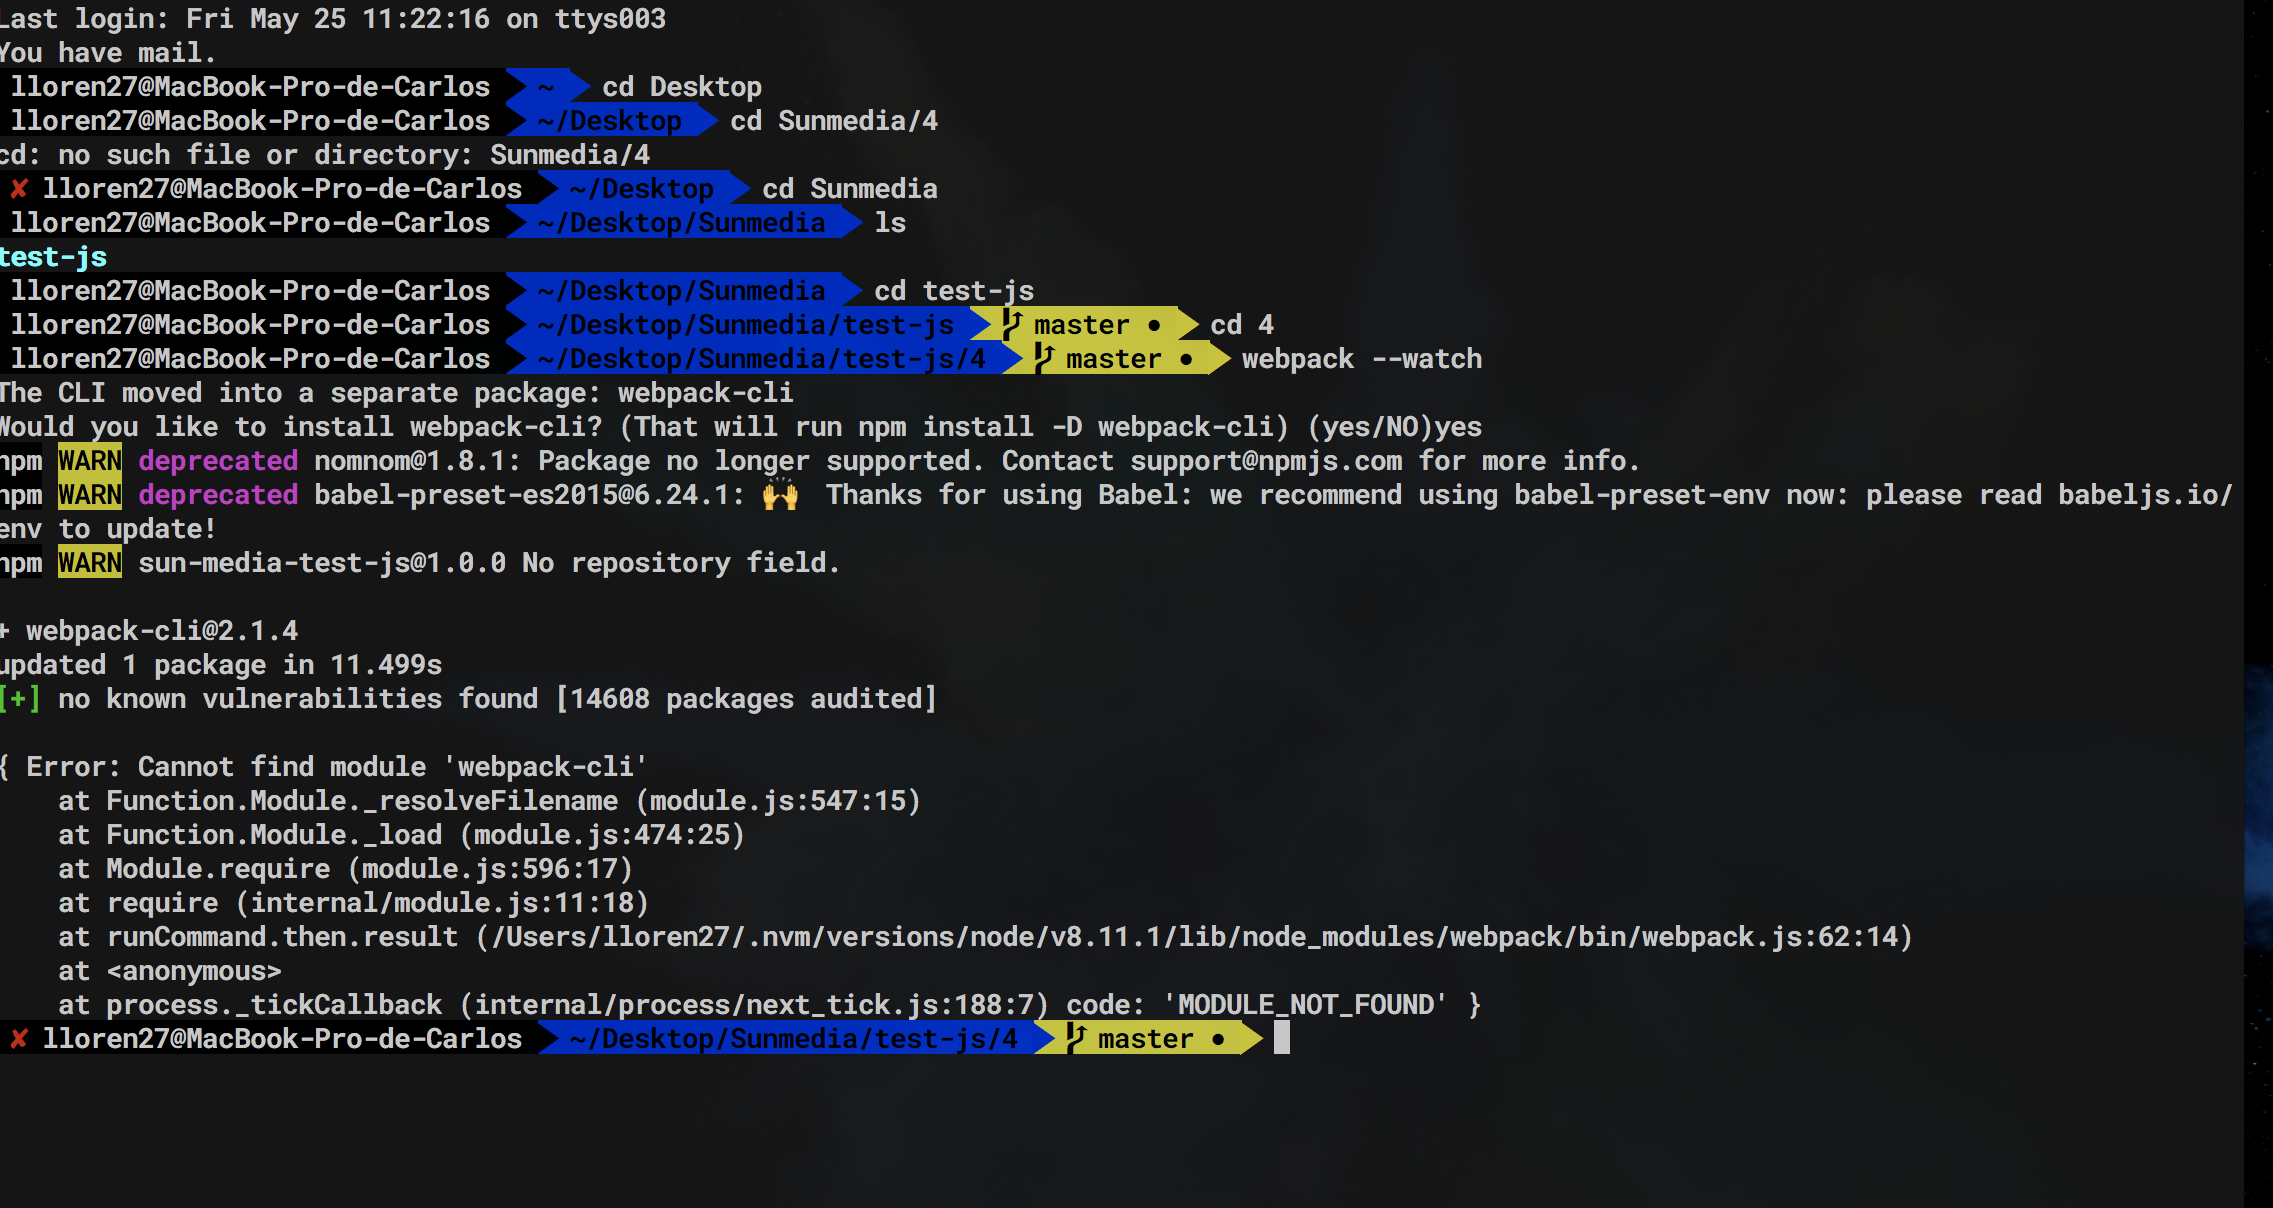 Last login: Fri May 25 11:22:16 on ttys003
You have mail.
lloren27@MacBook-Pro-de-Carlos ~ cd Desktop
lloren27@MacBook-Pro-de-Carlos ~/Desktop cd Sunmedia/4
cd: no such file or directory: Sunmedia/4
✘ lloren27@MacBook-Pro-de-Carlos ~/Desktop cd Sunmedia
lloren27@MacBook-Pro-de-Carlos ~/Desktop/Sunmedia ls
test-js
lloren27@MacBook-Pro-de-Carlos ~/Desktop/Sunmedia cd test-js
lloren27@MacBook-Pro-de-Carlos ~/Desktop/Sunmedia/test-js master ● cd 4
lloren27@MacBook-Pro-de-Carlos ~/Desktop/Sunmedia/test-js/4 master ● webpack --watch
The CLI moved into a separate package: webpack-cli
Would you like to install webpack-cli? (That will run npm install -D webpack-cli) (yes/NO)yes
npm WARN deprecated nomnom@1.8.1: Package no longer supported. Contact support@npmjs.com for more info.
npm WARN deprecated babel-preset-es2015@6.24.1: 🙌  Thanks for using Babel: we recommend using babel-preset-env now: please read babeljs.io/
env to update!
npm WARN sun-media-test-js@1.0.0 No repository field.
+ webpack-cli@2.1.4
updated 1 package in 11.499s
[+] no known vulnerabilities found [14608 packages audited]
{ Error: Cannot find module 'webpack-cli'
    at Function.Module._resolveFilename (module.js:547:15)
    at Function.Module._load (module.js:474:25)
    at Module.require (module.js:596:17)
    at require (internal/module.js:11:18)
    at runCommand.then.result (/Users/lloren27/.nvm/versions/node/v8.11.1/lib/node_modules/webpack/bin/webpack.js:62:14)
    at <anonymous>
    at process._tickCallback (internal/process/next_tick.js:188:7) code: 'MODULE_NOT_FOUND' }
✘ lloren27@MacBook-Pro-de-Carlos ~/Desktop/Sunmedia/test-js/4 master ●